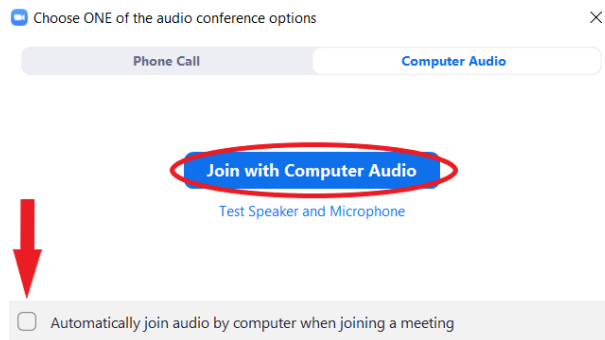 Choose ONE of the audio conference options
Phone Call Computer Audio
Join with Computer Audio
Test Speaker and Microphone
Automatically join audio by computer when joining a meeting